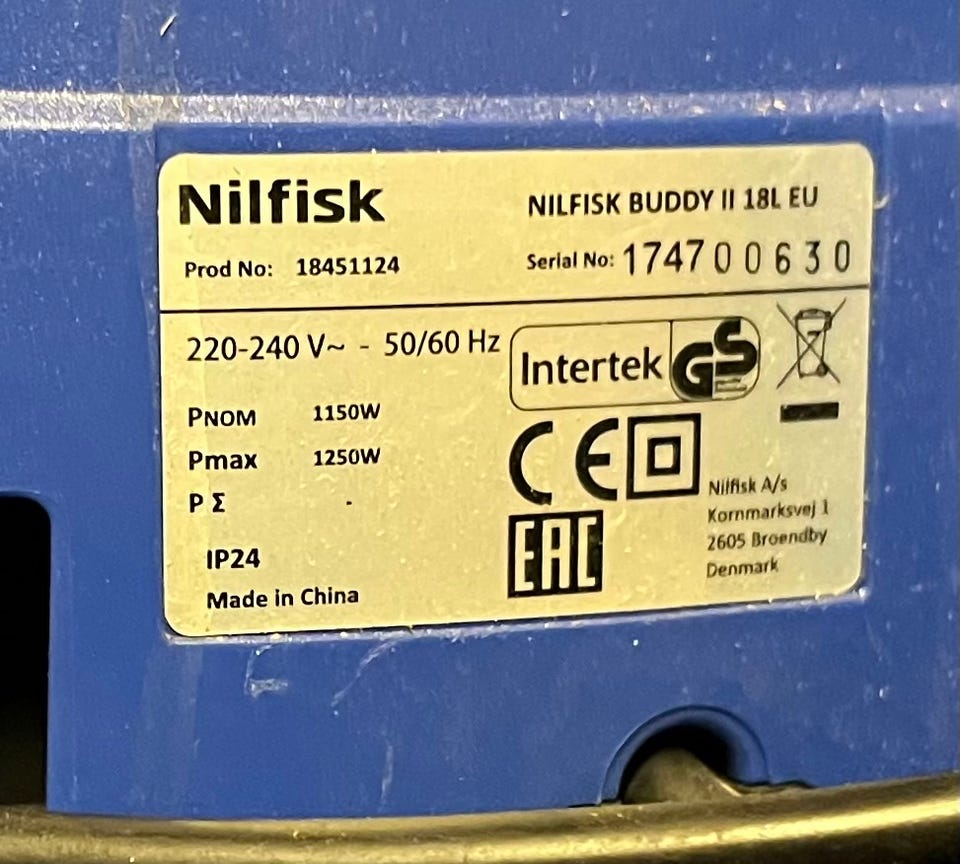 Nilfisk
NILFISK BUDDY II 18L EU
Prod No: 18451124
Serial No: 174700630
220-240 V~ - 50/60 Hz
Intertek GS
PNOM 1150W
Pmax 1250W
P Σ -
CE
IP24
EAC
Made in China
Nilfisk A/s
Kornmarksvej 1
2605 Broendby
Denmark